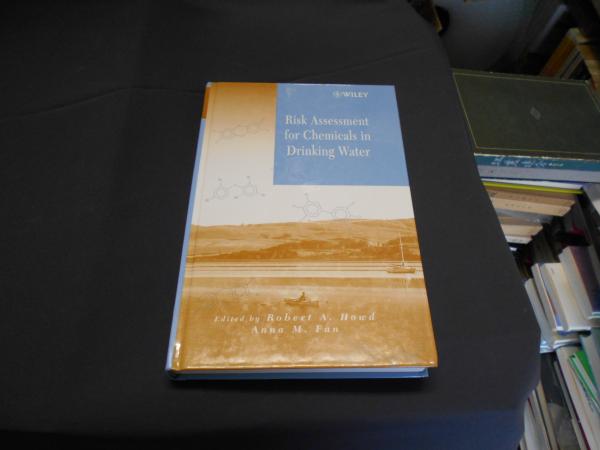 WILEY
Risk Assessment
for Chemicals in
Drinking Water
Edited by Robert A. Howd
Anna M. Fan